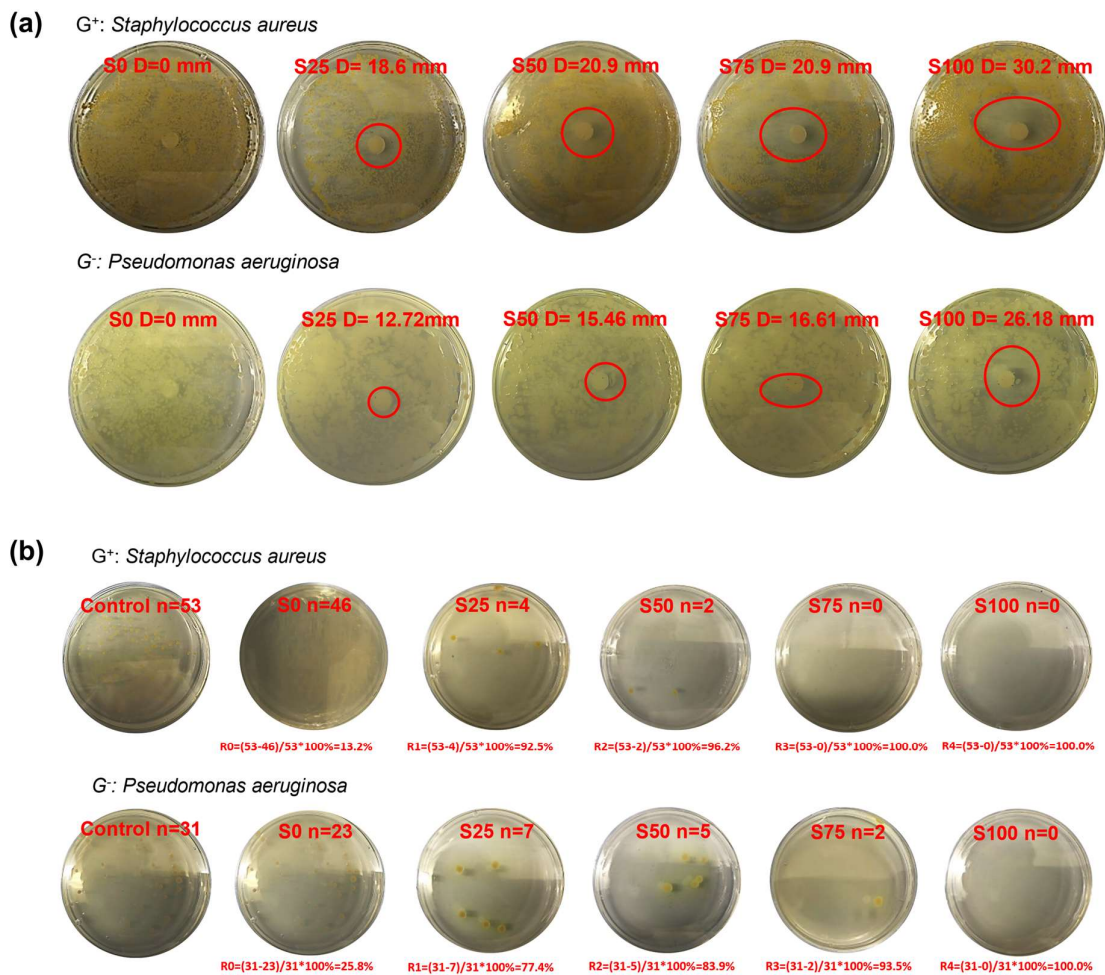 (a)
G⁺: Staphylococcus aureus
S0 D=0 mm
S25 D= 18.6 mm
S50 D=20.9 mm
S75 D= 20.9 mm
S100 D= 30.2 mm
G⁻: Pseudomonas aeruginosa
S0 D=0 mm
S25 D= 12.72mm
S50 D= 15.46 mm
S75 D= 16.61 mm
S100 D= 26.18 mm
(b)
G⁺: Staphylococcus aureus
Control n=53
S0 n=46
S25 n=4
S50 n=2
S75 n=0
S100 n=0
R0=(53-46)/53*100%=13.2%
R1=(53-4)/53*100%=92.5%
R2=(53-2)/53*100%=96.2%
R3=(53-0)/53*100%=100.0%
R4=(53-0)/53*100%=100.0%
G⁻: Pseudomonas aeruginosa
Control n=31
S0 n=23
S25 n=7
S50 n=5
S75 n=2
S100 n=0
R0=(31-23)/31*100%=25.8%
R1=(31-7)/31*100%=77.4%
R2=(31-5)/31*100%=83.9%
R3=(31-2)/31*100%=93.5%
R4=(31-0)/31*100%=100.0%